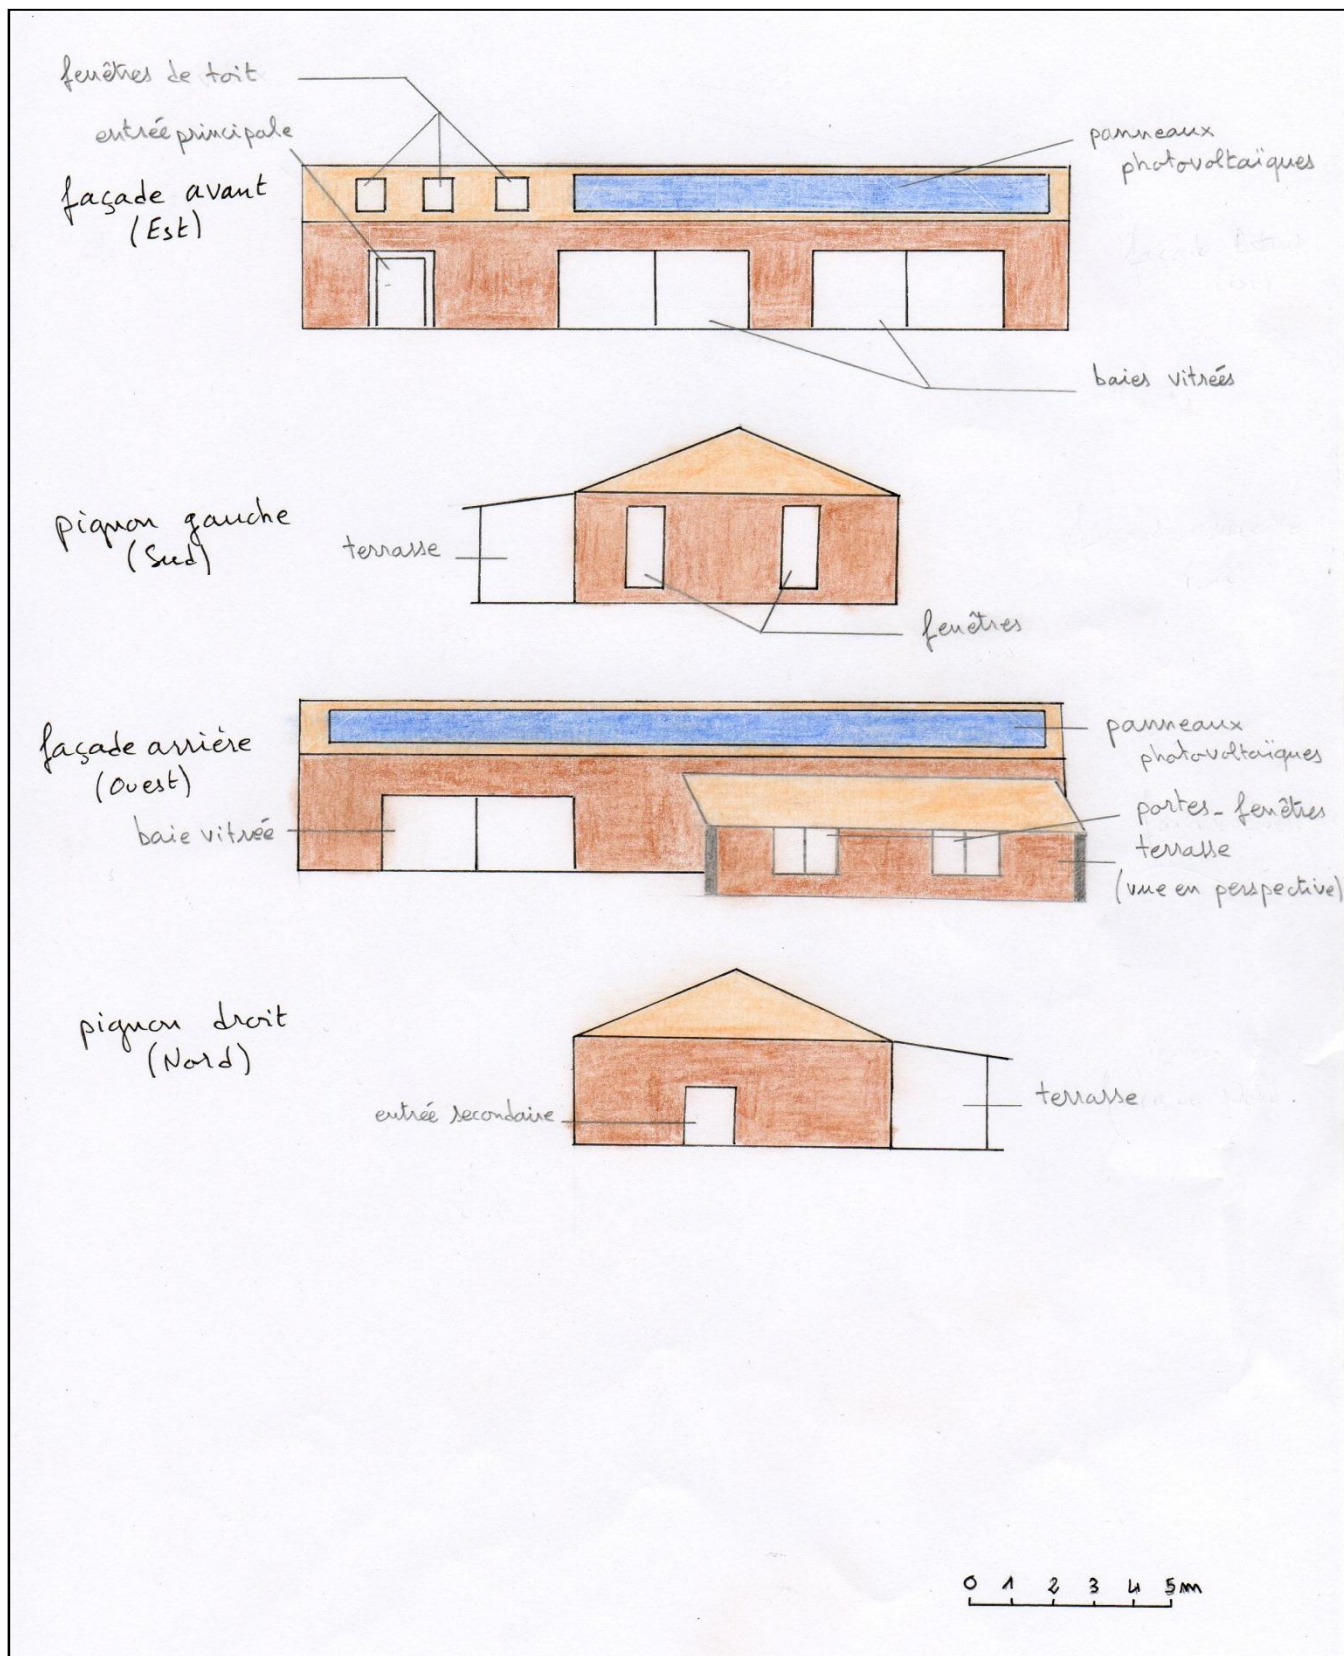 fenêtres de toit
entrée principale
façade avant
(Est)
panneaux
photovoltaïques
baies vitrées
pignon gauche
(Sud)
terrasse
fenêtres
façade arrière
(Ouest)
baie vitrée
panneaux
photovoltaïques
portes-fenêtres
terrasse
(vue en perspective)
pignon droit
(Nord)
entrée secondaire
terrasse
0 1 2 3 4 5m